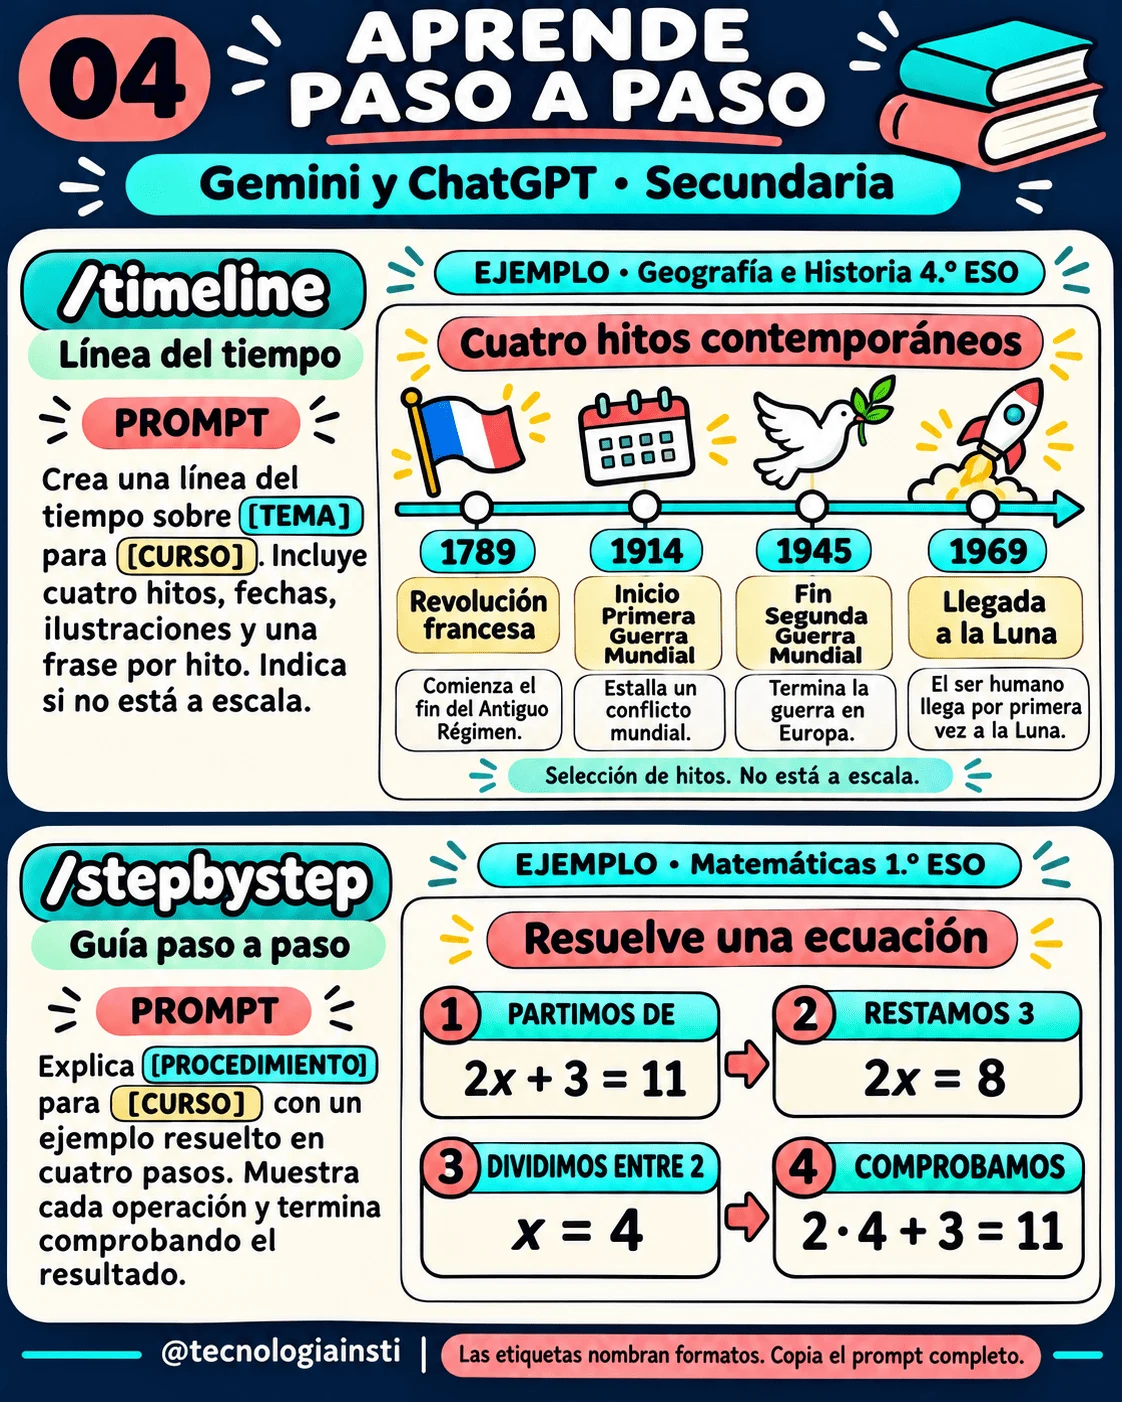 04
APRENDE
PASO A PASO
Gemini y ChatGPT • Secundaria
/timeline
Línea del tiempo
PROMPT
Crea una línea del
tiempo sobre [TEMA]
para [CURSO]. Incluye
cuatro hitos, fechas,
ilustraciones y una
frase por hito. Indica
si no está a escala.
EJEMPLO • Geografía e Historia 4.º ESO
Cuatro hitos contemporáneos
1789
Revolución
francesa
Comienza el
fin del Antiguo
Régimen.
1914
Inicio
Primera
Guerra
Mundial
Estalla un
conflicto
mundial.
1945
Fin
Segunda
Guerra
Mundial
Termina la
guerra en
Europa.
1969
Llegada
a la Luna
El ser humano
llega por primera
vez a la Luna.
Selección de hitos. No está a escala.
/stepbystep
Guía paso a paso
PROMPT
Explica [PROCEDIMIENTO]
para [CURSO] con un
ejemplo resuelto en
cuatro pasos. Muestra
cada operación y termina
comprobando el
resultado.
EJEMPLO • Matemáticas 1.º ESO
Resuelve una ecuación
1 PARTIMOS DE
2x + 3 = 11
2 RESTAMOS 3
2x = 8
3 DIVIDIMOS ENTRE 2
x = 4
4 COMPROBAMOS
2 · 4 + 3 = 11
@tecnologiainsti
Las etiquetas nombran formatos. Copia el prompt completo.